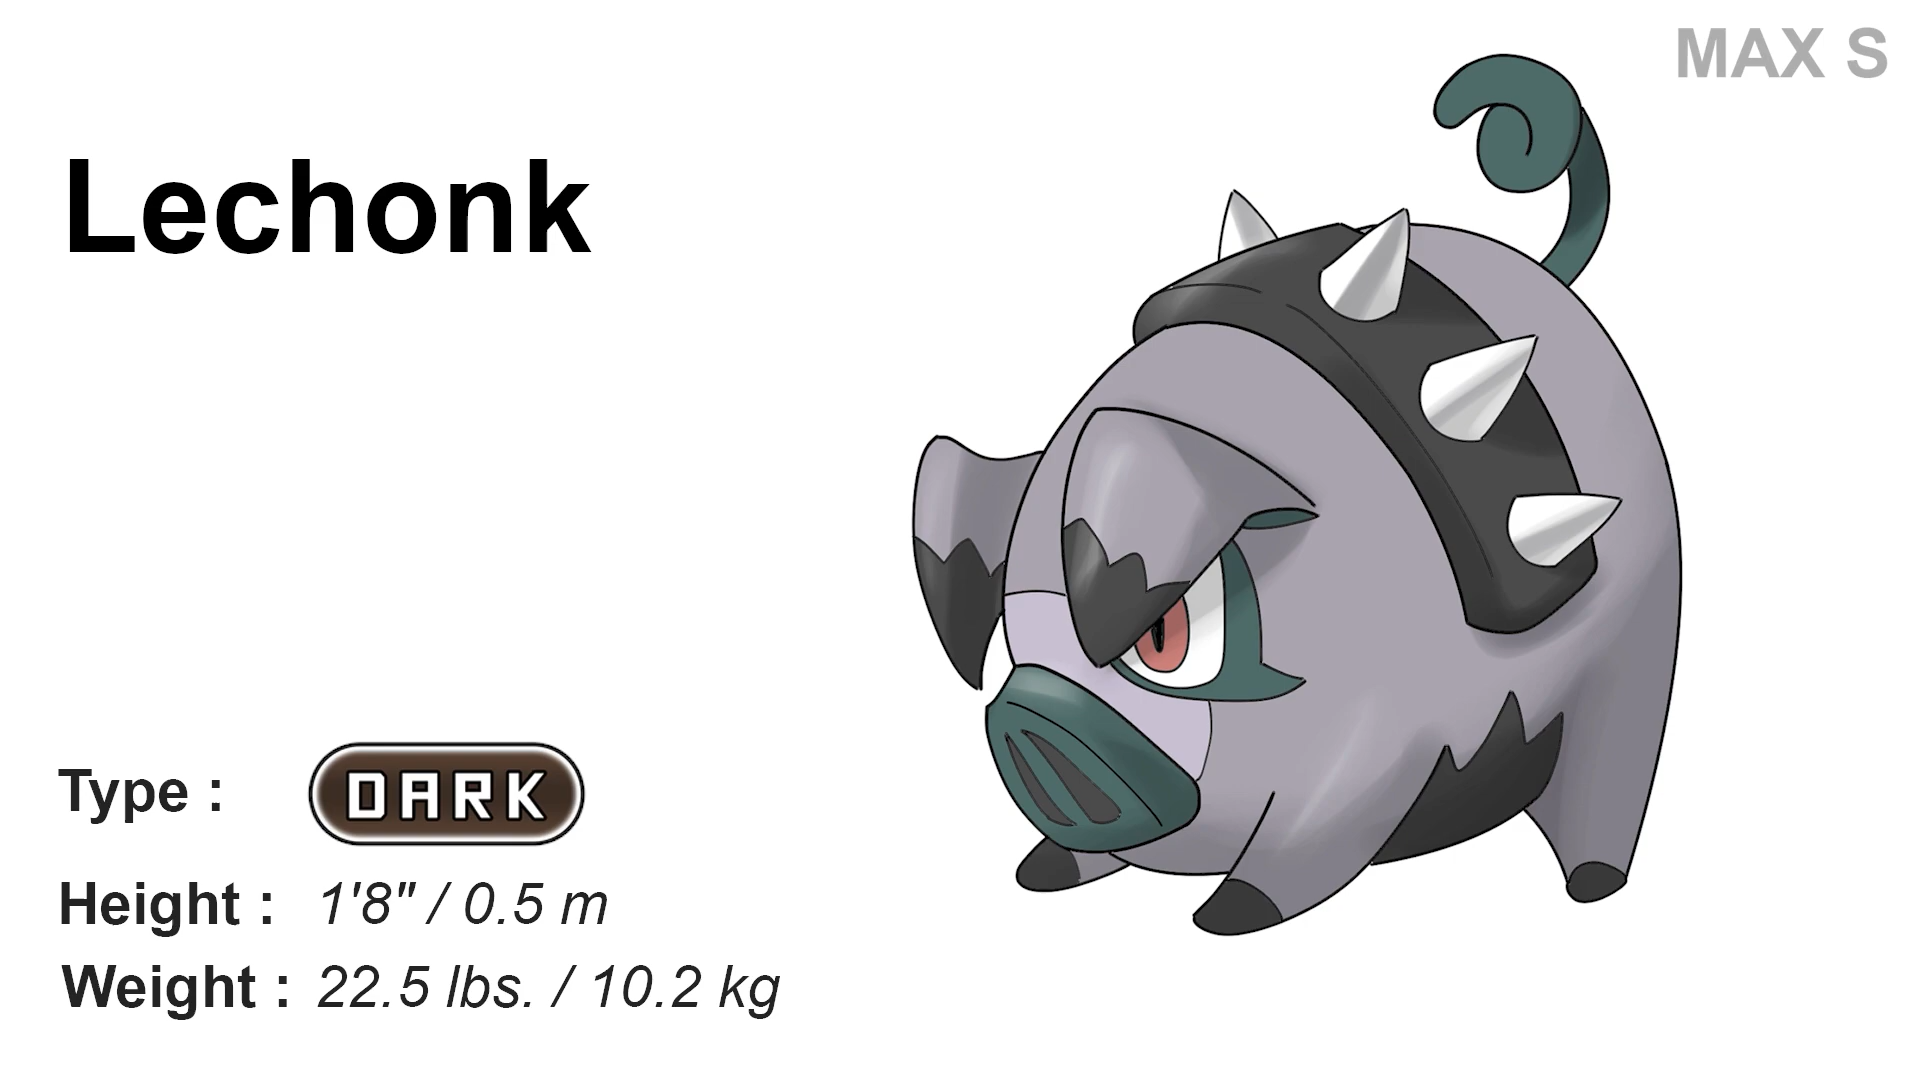 MAX S
Lechonk
Type : DARK
Height : 1'8" / 0.5 m
Weight : 22.5 lbs. / 10.2 kg